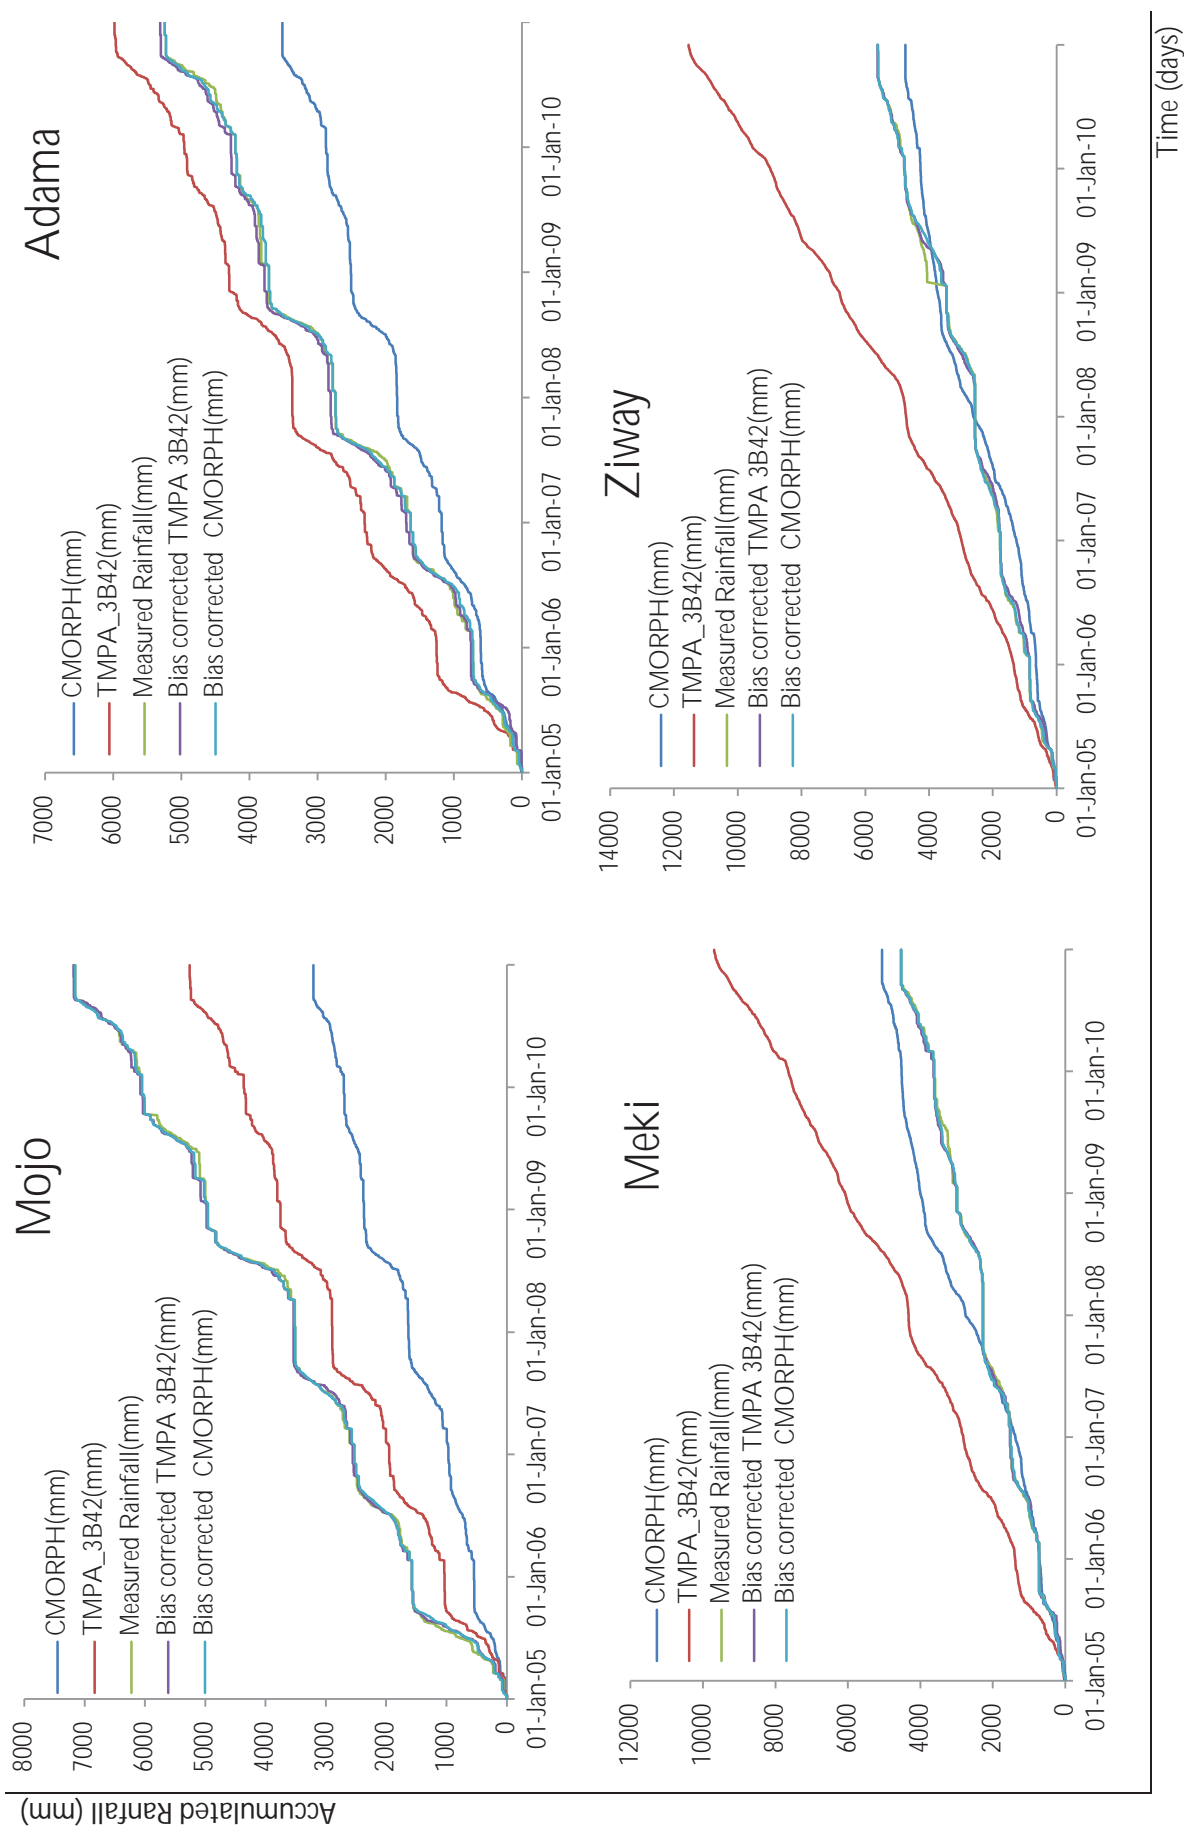 Accumulated Ranfall (mm)
Mojo
8000
7000
6000
5000
4000
3000
2000
1000
0
CMORPH(mm)
TMPA_3B42(mm)
Measured Rainfall(mm)
Bias corrected TMPA 3B42(mm)
Bias corrected CMORPH(mm)
01-Jan-05
01-Jan-06
01-Jan-07
01-Jan-08
01-Jan-09
01-Jan-10
Adama
7000
6000
5000
4000
3000
2000
1000
0
CMORPH(mm)
TMPA_3B42(mm)
Measured Rainfall(mm)
Bias corrected TMPA 3B42(mm)
Bias corrected CMORPH(mm)
01-Jan-05
01-Jan-06
01-Jan-07
01-Jan-08
01-Jan-09
01-Jan-10
Meki
12000
10000
8000
6000
4000
2000
0
CMORPH(mm)
TMPA_3B42(mm)
Measured Rainfall(mm)
Bias corrected TMPA 3B42(mm)
Bias corrected CMORPH(mm)
01-Jan-05
01-Jan-06
01-Jan-07
01-Jan-08
01-Jan-09
01-Jan-10
Ziway
14000
12000
10000
8000
6000
4000
2000
0
CMORPH(mm)
TMPA_3B42(mm)
Measured Rainfall(mm)
Bias corrected TMPA 3B42(mm)
Bias corrected CMORPH(mm)
01-Jan-05
01-Jan-06
01-Jan-07
01-Jan-08
01-Jan-09
01-Jan-10
Time (days)